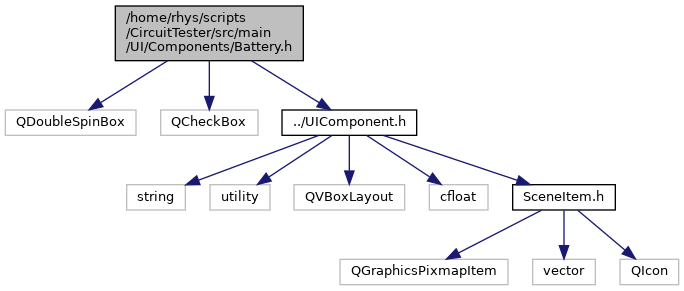 /home/rhys/scripts
/CircuitTester/src/main
/UI/Components/Battery.h
QDoubleSpinBox
QCheckBox
../UIComponent.h
string
utility
QVBoxLayout
cfloat
SceneItem.h
QGraphicsPixmapItem
vector
QIcon